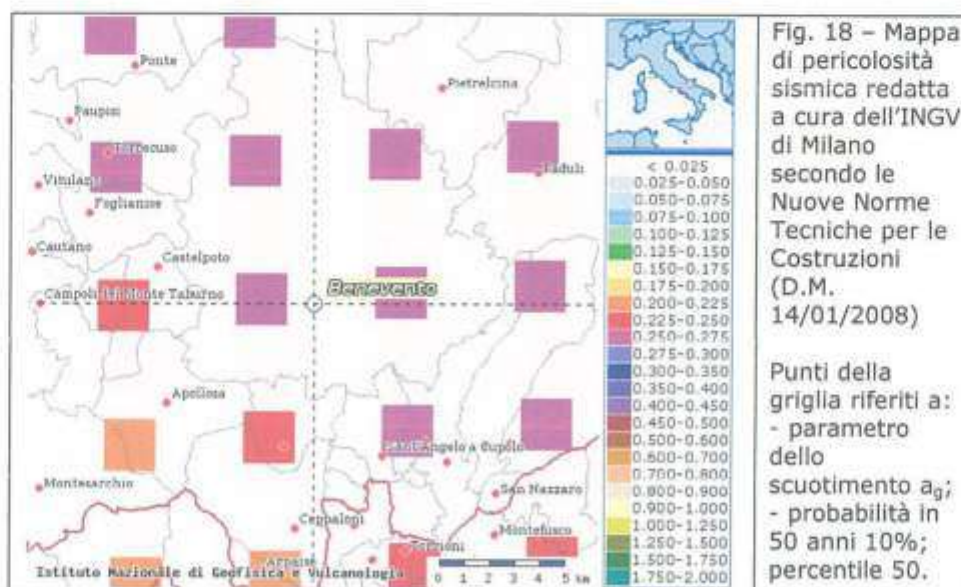 Ponte
Pietrelcina
Paupisi
Torrecuso
Paduli
Vitulano
Foglianise
Cautano
Castelpoto
Benevento
Campoli del Monte Taburno
Apollosa
Sant'Angelo a Cupolo
Montesarchio
San Nazzaro
Ceppaloni
Montefusco
Arpaise
Istituto Nazionale di Geofisica e Vulcanologia
0 1 2 3 4 5 km
< 0.025
0.025-0.050
0.050-0.075
0.075-0.100
0.100-0.125
0.125-0.150
0.150-0.175
0.175-0.200
0.200-0.225
0.225-0.250
0.250-0.275
0.275-0.300
0.300-0.350
0.350-0.400
0.400-0.450
0.450-0.500
0.500-0.600
0.600-0.700
0.700-0.800
0.800-0.900
0.900-1.000
1.000-1.250
1.250-1.500
1.500-1.750
1.750-2.000
Fig. 18 – Mappa
di pericolosità
sismica redatta
a cura dell'INGV
di Milano
secondo le
Nuove Norme
Tecniche per le
Costruzioni
(D.M.
14/01/2008)
Punti della
griglia riferiti a:
- parametro
dello
scuotimento ag;
- probabilità in
50 anni 10%;
percentile 50.